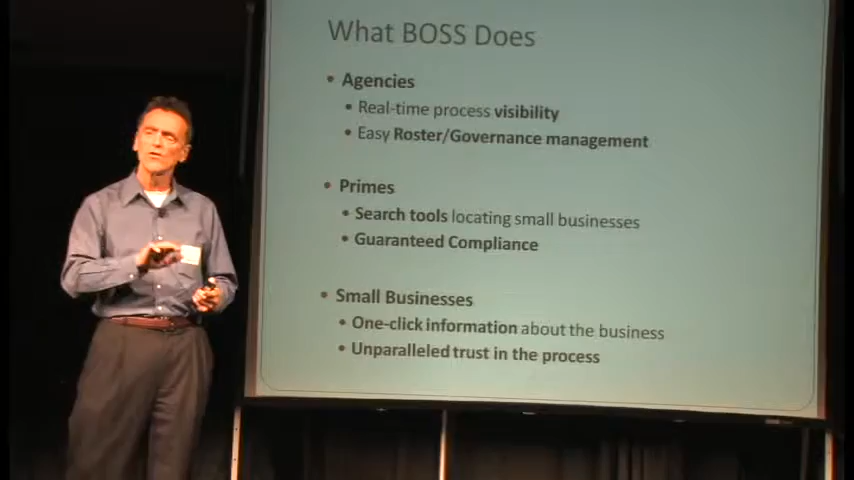 What BOSS Does
• Agencies
• Real-time process visibility
• Easy Roster/Governance management
• Primes
• Search tools locating small businesses
• Guaranteed Compliance
• Small Businesses
• One-click information about the business
• Unparalleled trust in the process